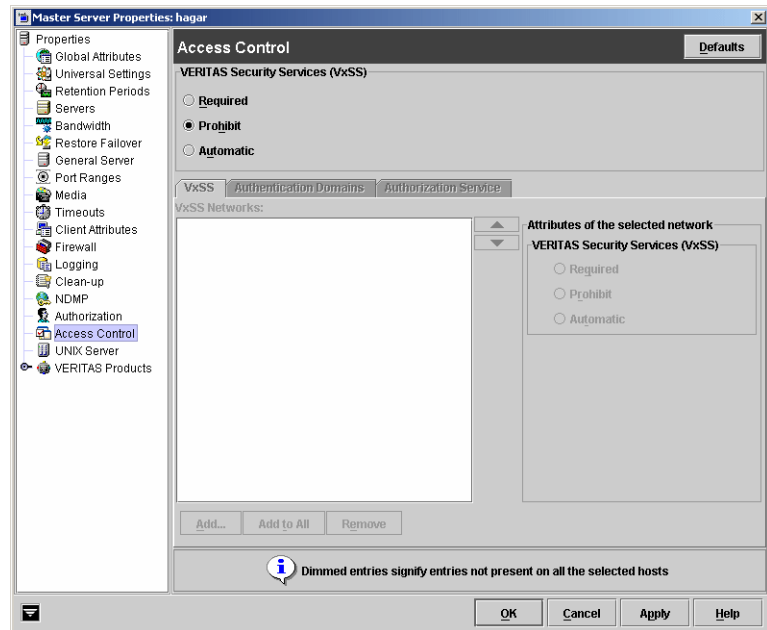 Master Server Properties: hagar
Properties
Global Attributes
Universal Settings
Retention Periods
Servers
Bandwidth
Restore Failover
General Server
Port Ranges
Media
Timeouts
Client Attributes
Firewall
Logging
Clean-up
NDMP
Authorization
Access Control
UNIX Server
VERITAS Products
Access Control
Defaults
VERITAS Security Services (VxSS)
Required
Prohibit
Automatic
VxSS Authentication Domains Authorization Service
VxSS Networks:
Attributes of the selected network
VERITAS Security Services (VxSS)
Required
Prohibit
Automatic
Add... Add to All Remove
Dimmed entries signify entries not present on all the selected hosts
OK Cancel Apply Help